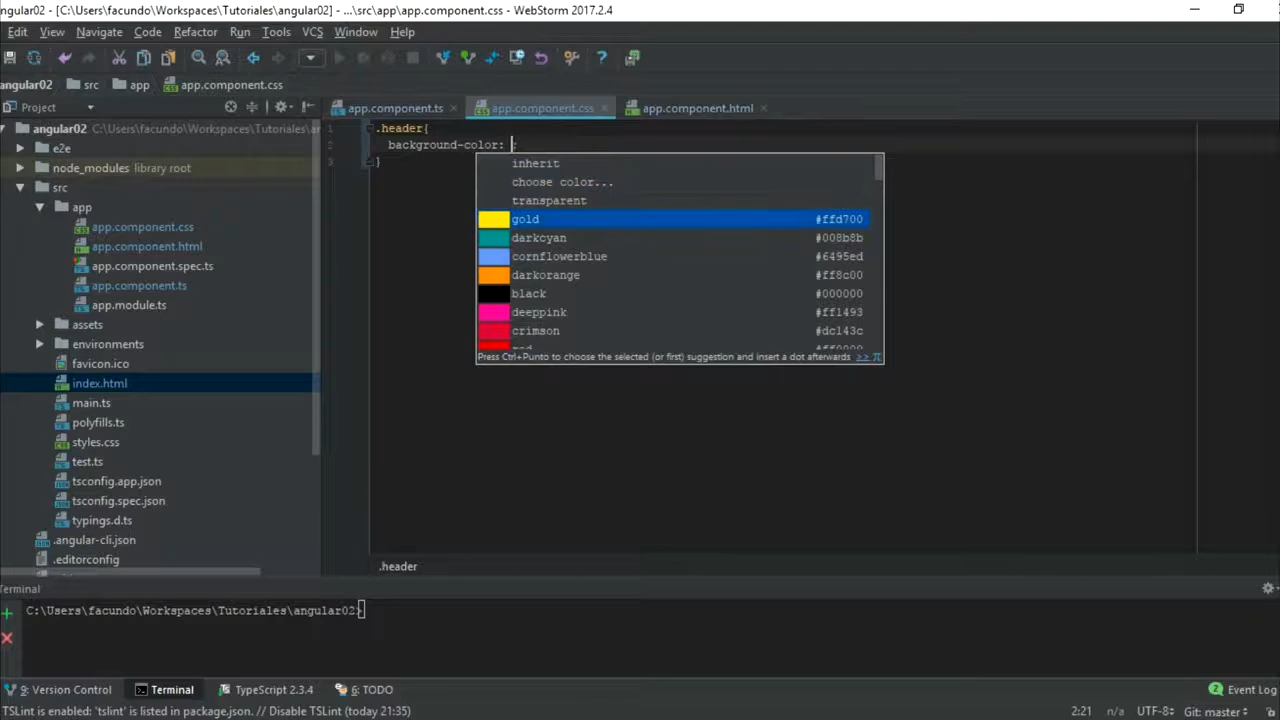 ngular02 - [C:\Users\facundo\Workspaces\Tutoriales\angular02] - ...\src\app\app.component.css - WebStorm 2017.2.4
Edit View Navigate Code Refactor Run Tools VCS Window Help
angular02 src app app.component.css
Project
app.component.ts app.component.css app.component.html
angular02 C:\Users\facundo\Workspaces\Tutoriales\ar
e2e
node_modules library root
src
app
app.component.css
app.component.html
app.component.spec.ts
app.component.ts
app.module.ts
assets
environments
favicon.ico
index.html
main.ts
polyfills.ts
styles.css
test.ts
tsconfig.app.json
tsconfig.spec.json
typings.d.ts
.angular-cli.json
.editorconfig
1 .header{
2 background-color: ;
3 }
inherit
choose color...
transparent
gold #ffd700
darkcyan #008b8b
cornflowerblue #6495ed
darkorange #ff8c00
black #000000
deeppink #ff1493
crimson #dc143c
red #ff0000
Press Ctrl+Punto to choose the selected (or first) suggestion and insert a dot afterwards >> π
.header
Terminal
C:\Users\facundo\Workspaces\Tutoriales\angular02>
9: Version Control Terminal TypeScript 2.3.4 6: TODO 2 Event Log
TSLint is enabled: 'tslint' is listed in package.json. // Disable TSLint (today 21:35) 2:21 n/a UTF-8 Git: master